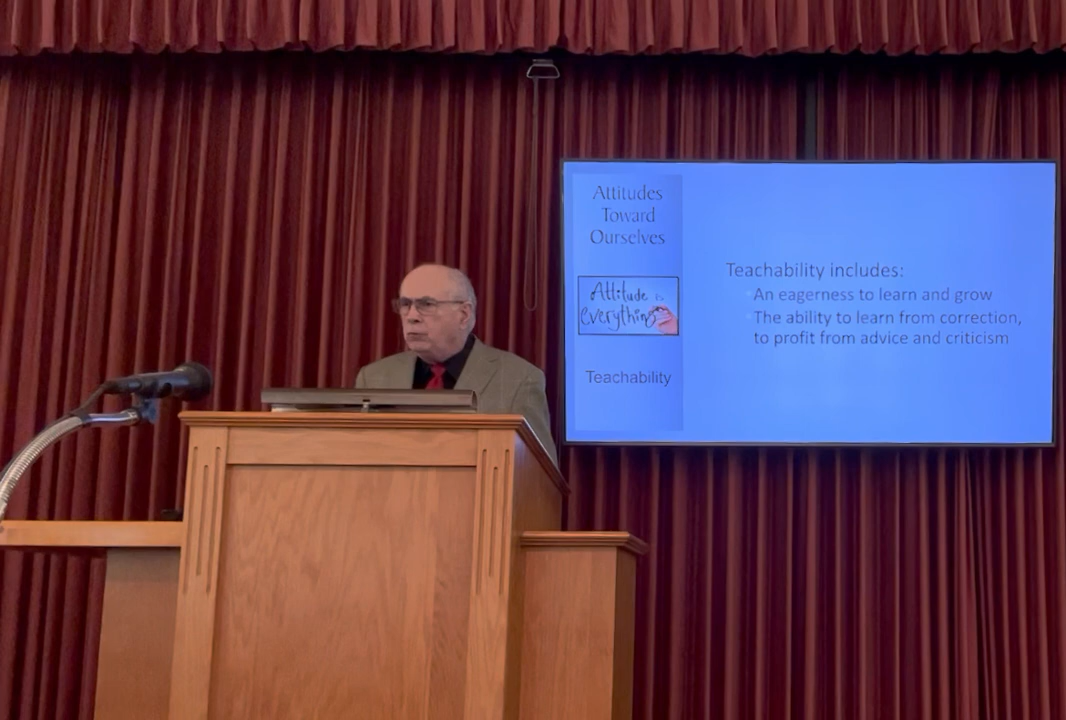 Attitudes
Toward
Ourselves
Attitude is
everything
Teachability
Teachability includes:
An eagerness to learn and grow
The ability to learn from correction,
to profit from advice and criticism